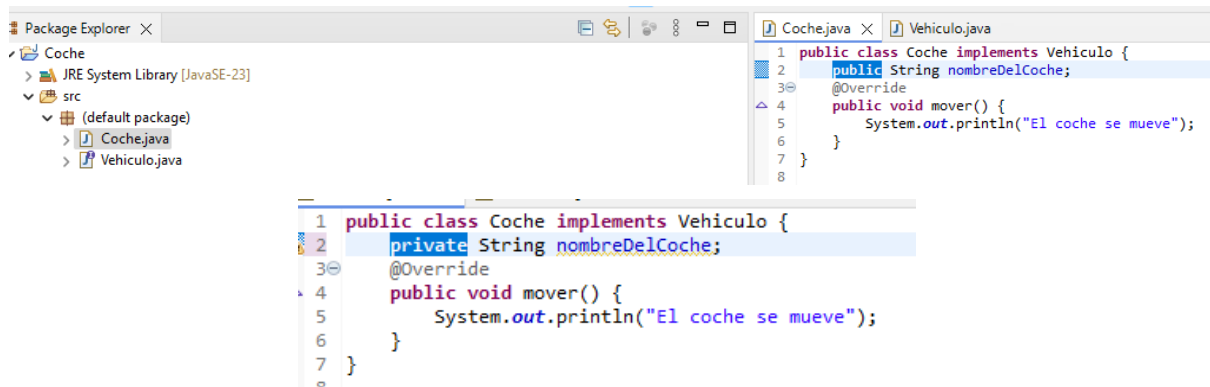 Package Explorer
Coche
JRE System Library [JavaSE-23]
src
(default package)
Coche.java
Vehiculo.java
Coche.java
Vehiculo.java
1 public class Coche implements Vehiculo {
2 public String nombreDelCoche;
3 @Override
4 public void mover() {
5 System.out.println("El coche se mueve");
6 }
7 }
8
1 public class Coche implements Vehiculo {
2 private String nombreDelCoche;
3 @Override
4 public void mover() {
5 System.out.println("El coche se mueve");
6 }
7 }
8